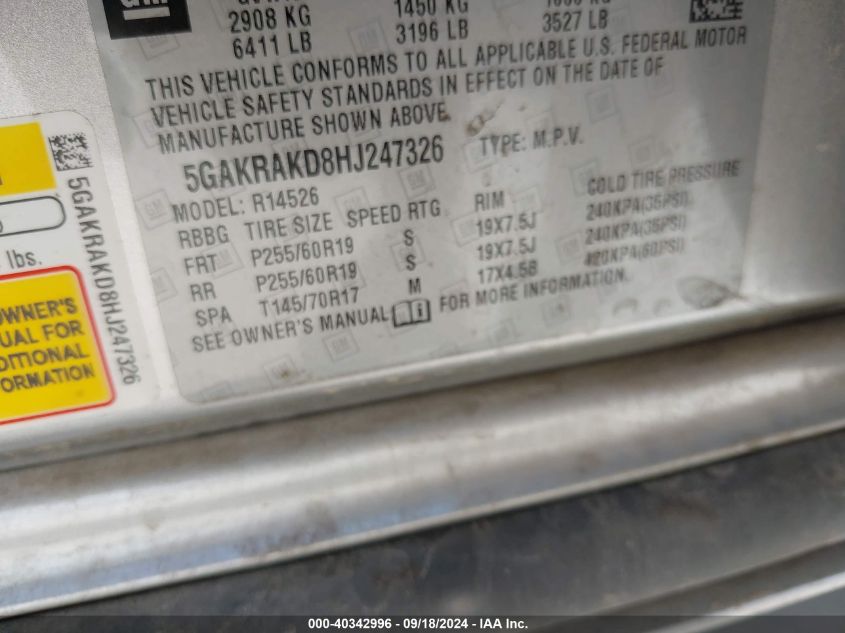 GM
2908 KG 1450 KG
6411 LB 3196 LB 3527 LB
THIS VEHICLE CONFORMS TO ALL APPLICABLE U.S. FEDERAL MOTOR
VEHICLE SAFETY STANDARDS IN EFFECT ON THE DATE OF
MANUFACTURE SHOWN ABOVE.
5GAKRAKD8HJ247326 TYPE: M.P.V.
MODEL: R14526
RBBG TIRE SIZE SPEED RTG RIM COLD TIRE PRESSURE
FRT P255/60R19 S 19X7.5J 240KPA(35PSI)
RR P255/60R19 S 19X7.5J 240KPA(35PSI)
SPA T145/70R17 M 17X4.5B 420KPA(60PSI)
SEE OWNER'S MANUAL FOR MORE INFORMATION.
5GAKRAKD8HJ247326
lbs.
OWNER'S
UAL FOR
DITIONAL
FORMATION
000-40342996 - 09/18/2024 - IAA Inc.